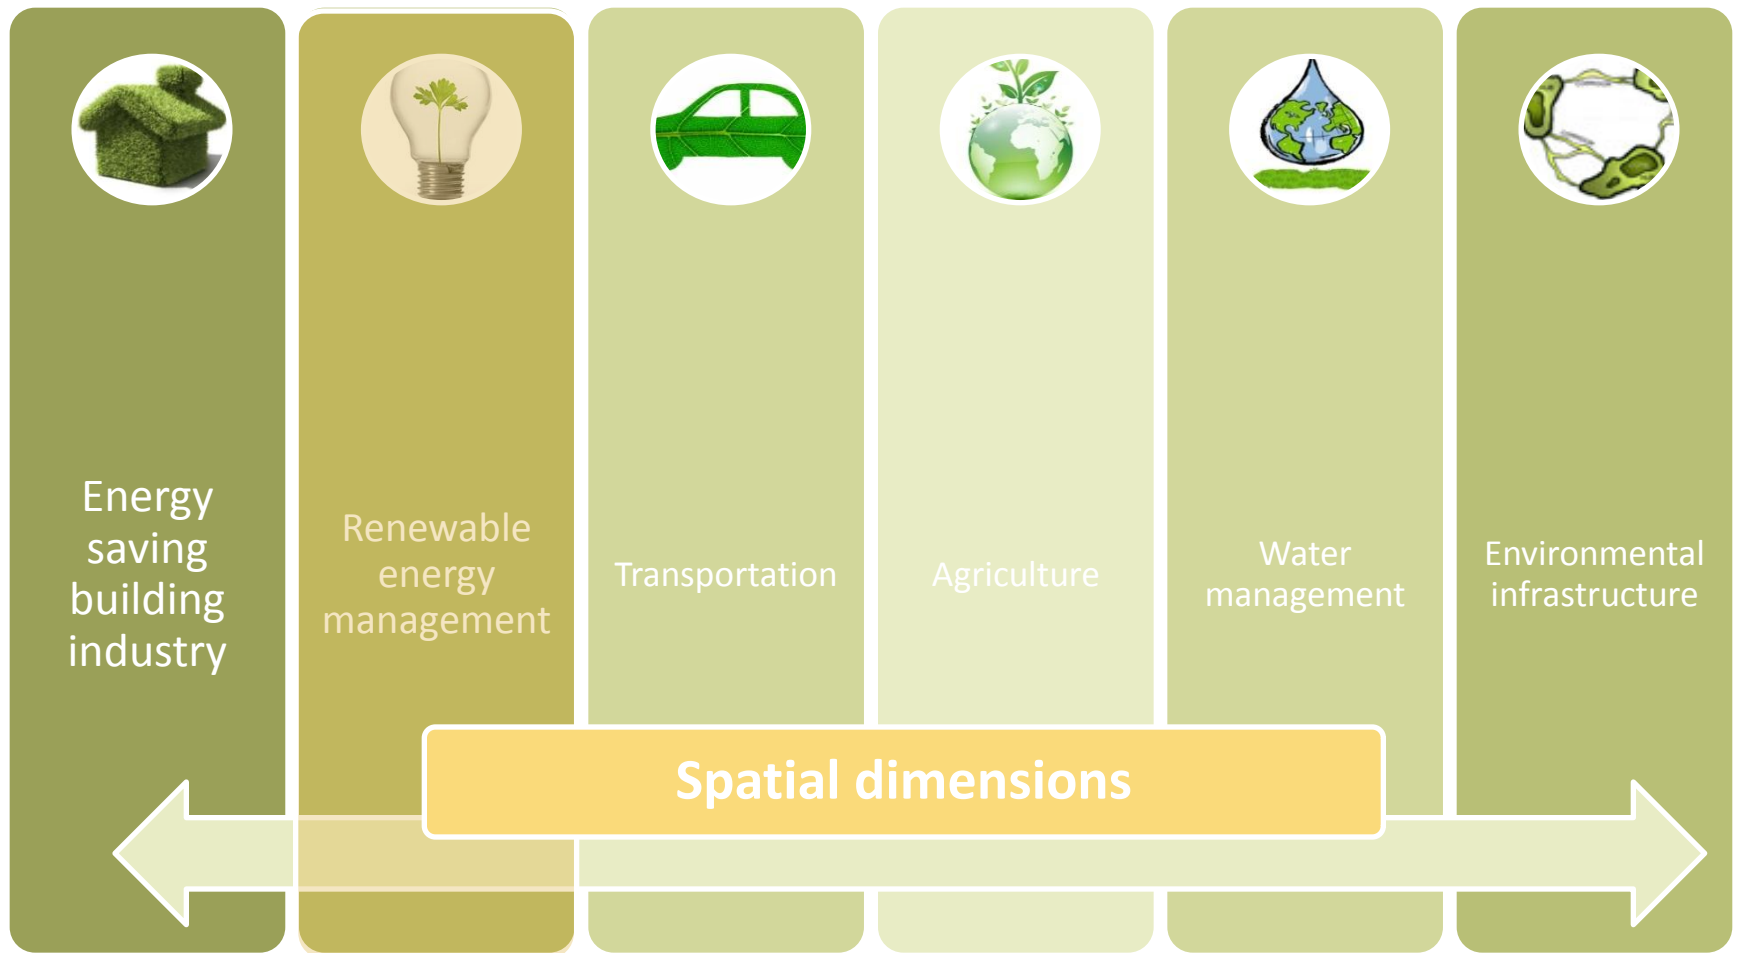 Energy
saving
building
industry
Renewable
energy
management
Transportation
Agriculture
Water
management
Environmental
infrastructure
Spatial dimensions